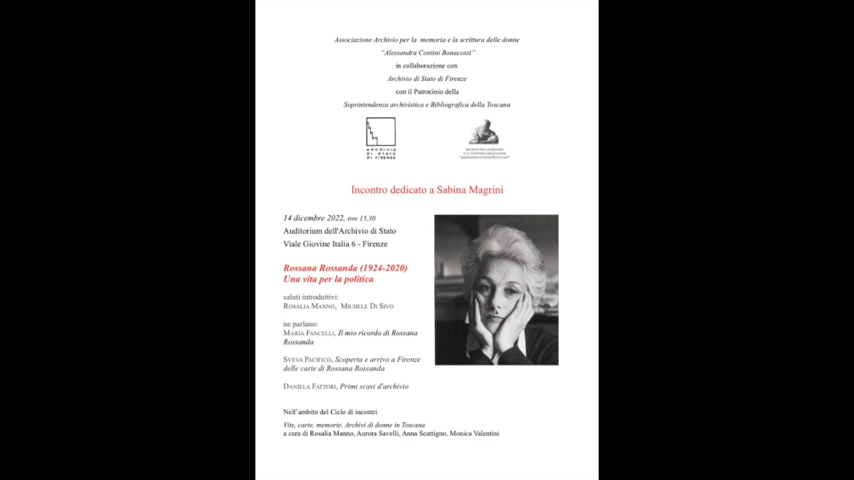 Associazione Archivio per la memoria e la scrittura delle donne
"Alessandra Contini Bonacossi"
in collaborazione con
Archivio di Stato di Firenze
con il Patrocinio della
Soprintendenza archivistica e Bibliografica della Toscana
ARCHIVIO
DI STATO
DI FIRENZE
Incontro dedicato a Sabina Magrini
14 dicembre 2022, ore 15,30
Auditorium dell'Archivio di Stato
Viale Giovine Italia 6 - Firenze
Rossana Rossanda (1924-2020)
Una vita per la politica
saluti introduttivi:
ROSALIA MANNO, MICHELE DI SIVO
ne parlano:
MARIA FANCELLI, Il mio ricordo di Rossana
Rossanda
SVEVA PACIFICO, Scoperta e arrivo a Firenze
delle carte di Rossana Rossanda
DANIELA FATTORI, Primi scavi d'archivio
Nell'ambito del Ciclo di incontri
Vite, carte, memorie. Archivi di donne in Toscana
a cura di Rosalia Manno, Aurora Savelli, Anna Scattigno, Monica Valentini